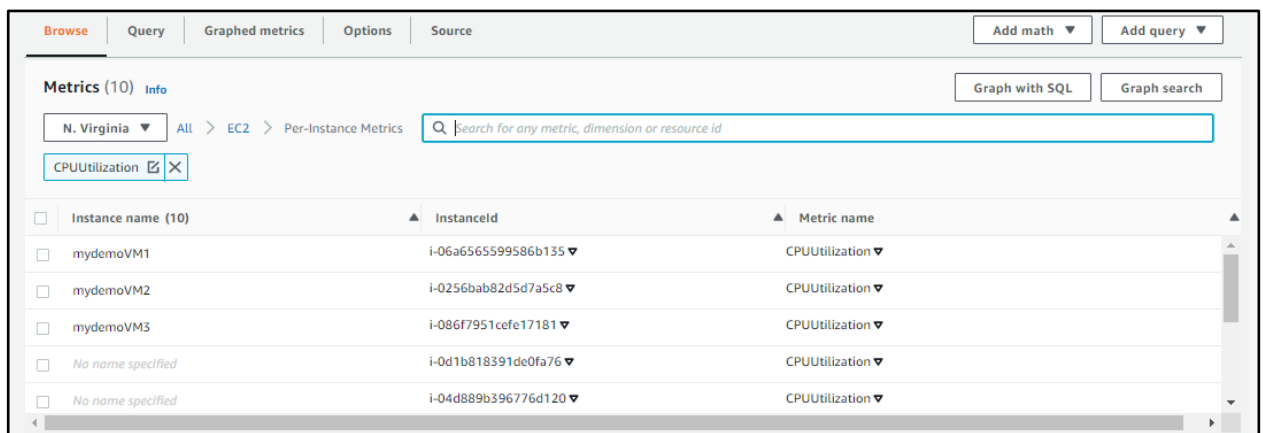 Browse Query Graphed metrics Options Source Add math Add query
Metrics (10) Info Graph with SQL Graph search
N. Virginia All > EC2 > Per-Instance Metrics Search for any metric, dimension or resource id
CPUUtilization
Instance name (10) InstanceId Metric name
mydemoVM1 i-06a6565599586b135 CPUUtilization
mydemoVM2 i-0256bab82d5d7a5c8 CPUUtilization
mydemoVM3 i-086f7951cefe17181 CPUUtilization
No name specified i-0d1b818391de0fa76 CPUUtilization
No name specified i-04d889b396776d120 CPUUtilization